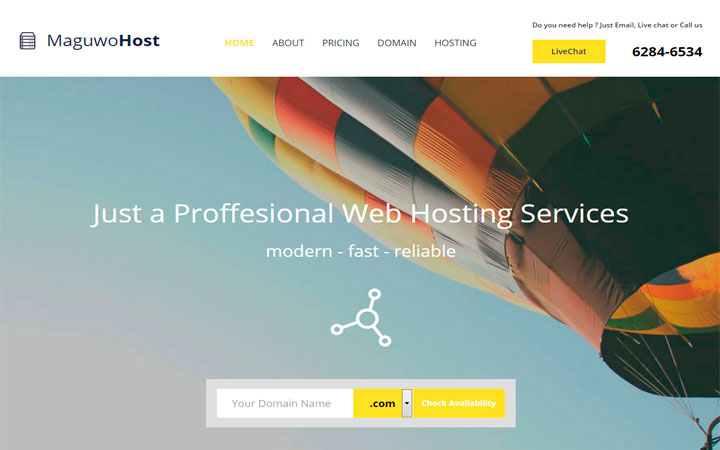 Do you need help ? Just Email, Live chat or Call us
MaguwoHost
HOME ABOUT PRICING DOMAIN HOSTING
LiveChat 6284-6534
Just a Proffesional Web Hosting Services
modern - fast - reliable
Your Domain Name .com Check Availability